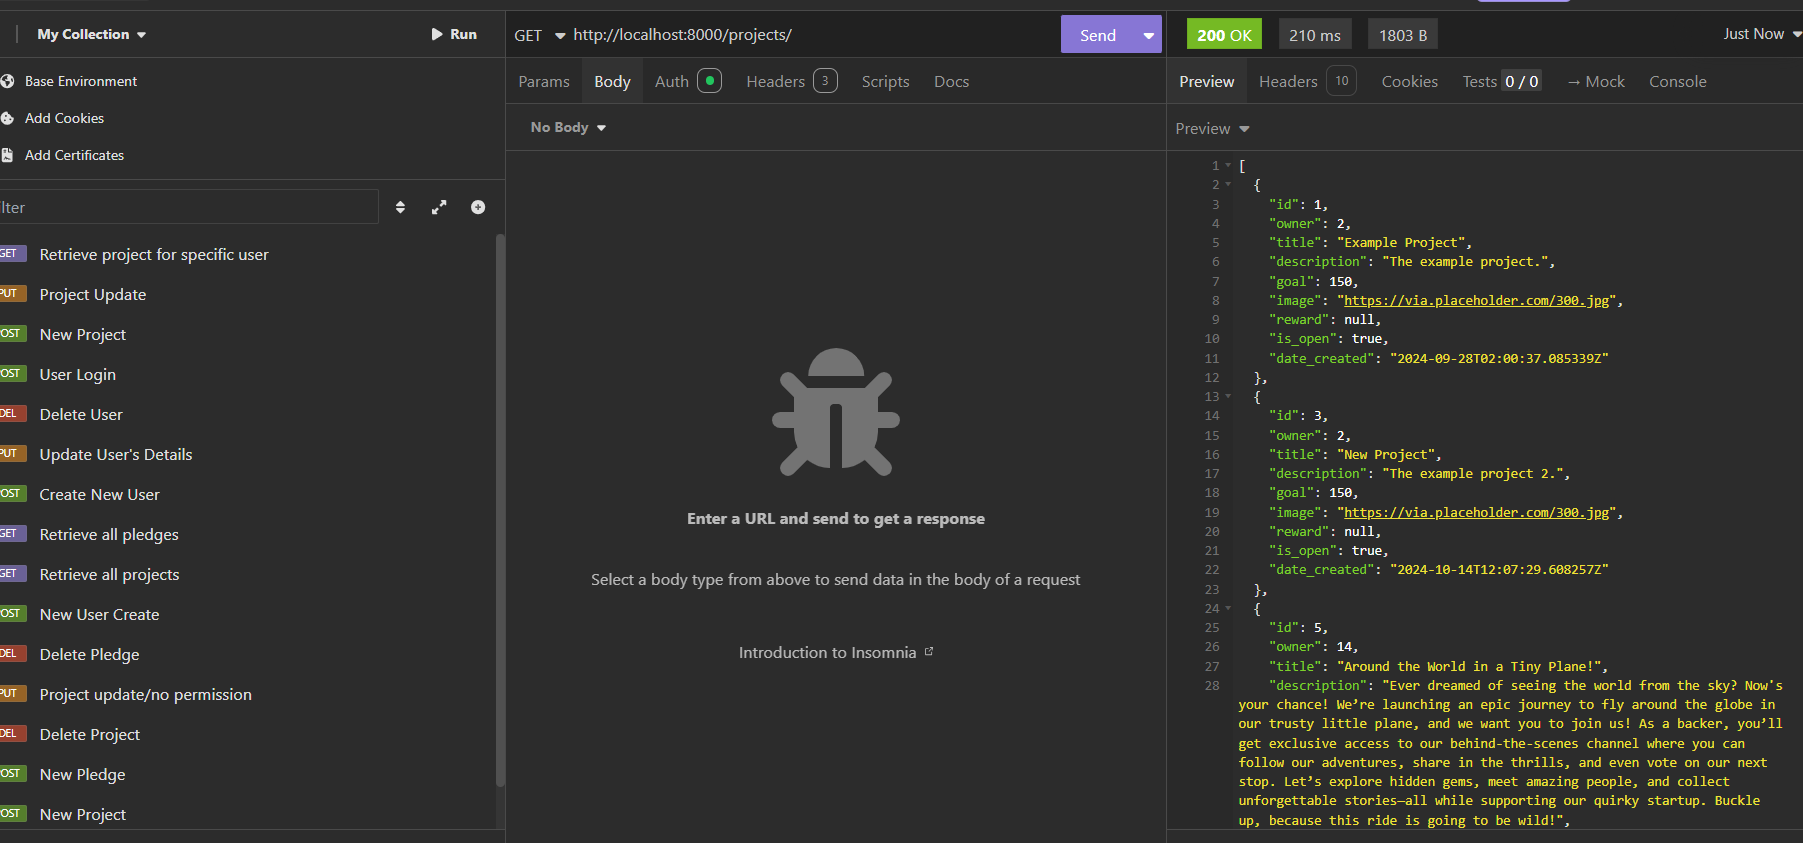 My Collection
Run
Base Environment
Add Cookies
Add Certificates
lter
GET Retrieve project for specific user
PUT Project Update
POST New Project
POST User Login
DEL Delete User
PUT Update User's Details
POST Create New User
GET Retrieve all pledges
GET Retrieve all projects
POST New User Create
DEL Delete Pledge
PUT Project update/no permission
DEL Delete Project
POST New Pledge
POST New Project
GET http://localhost:8000/projects/
Send
Params Body Auth Headers 3 Scripts Docs
No Body
Enter a URL and send to get a response
Select a body type from above to send data in the body of a request
Introduction to Insomnia
200 OK 210 ms 1803 B Just Now
Preview Headers 10 Cookies Tests 0 / 0 → Mock Console
Preview
1 [
2 {
3 "id": 1,
4 "owner": 2,
5 "title": "Example Project",
6 "description": "The example project.",
7 "goal": 150,
8 "image": "https://via.placeholder.com/300.jpg",
9 "reward": null,
10 "is_open": true,
11 "date_created": "2024-09-28T02:00:37.085339Z"
12 },
13 {
14 "id": 3,
15 "owner": 2,
16 "title": "New Project",
17 "description": "The example project 2.",
18 "goal": 150,
19 "image": "https://via.placeholder.com/300.jpg",
20 "reward": null,
21 "is_open": true,
22 "date_created": "2024-10-14T12:07:29.608257Z"
23 },
24 {
25 "id": 5,
26 "owner": 14,
27 "title": "Around the World in a Tiny Plane!",
28 "description": "Ever dreamed of seeing the world from the sky? Now's
your chance! We’re launching an epic journey to fly around the globe in
our trusty little plane, and we want you to join us! As a backer, you’ll
get exclusive access to our behind-the-scenes channel where you can
follow our adventures, share in the thrills, and even vote on our next
stop. Let’s explore hidden gems, meet amazing people, and collect
unforgettable stories—all while supporting our quirky startup. Buckle
up, because this ride is going to be wild!",